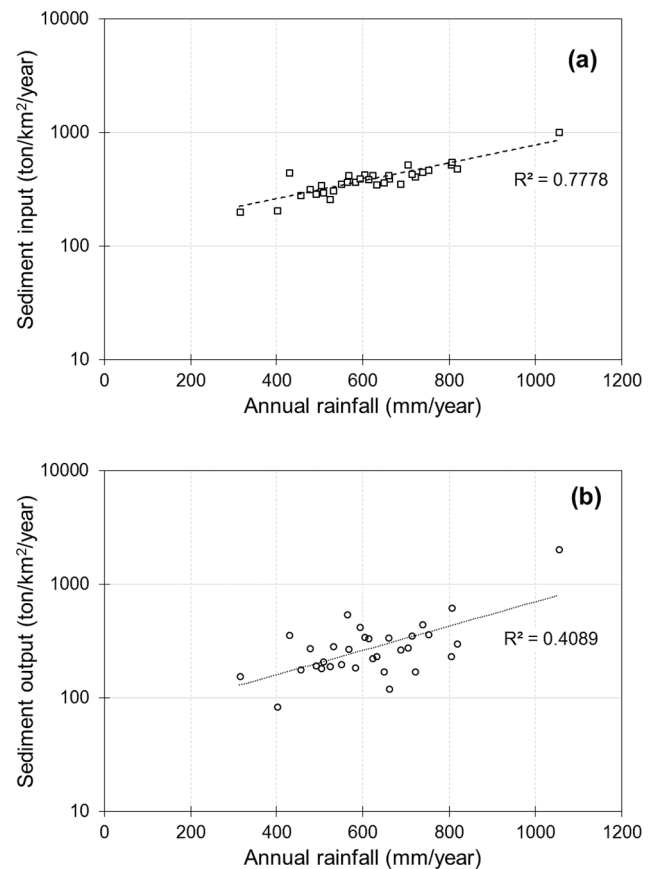 10000
(a)
1000
R² = 0.7778
100
10
0 200 400 600 800 1000 1200
Annual rainfall (mm/year)
Sediment input (ton/km²/year)
10000
(b)
1000
R² = 0.4089
100
10
0 200 400 600 800 1000 1200
Annual rainfall (mm/year)
Sediment output (ton/km²/year)